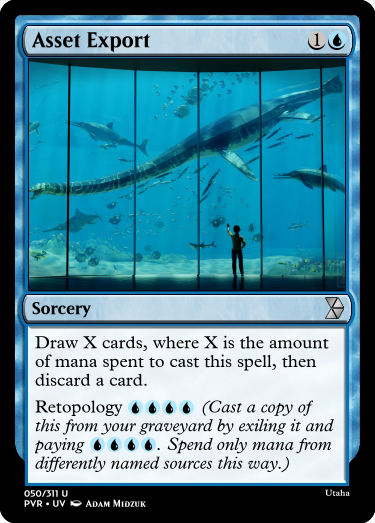 Asset Export 1
Sorcery
Draw X cards, where X is the amount
of mana spent to cast this spell, then
discard a card.
Retopology (Cast a copy of
this from your graveyard by exiling it and
paying . Spend only mana from
differently named sources this way.)
050/311 U Utaha
PVR • UV Adam Midzuk